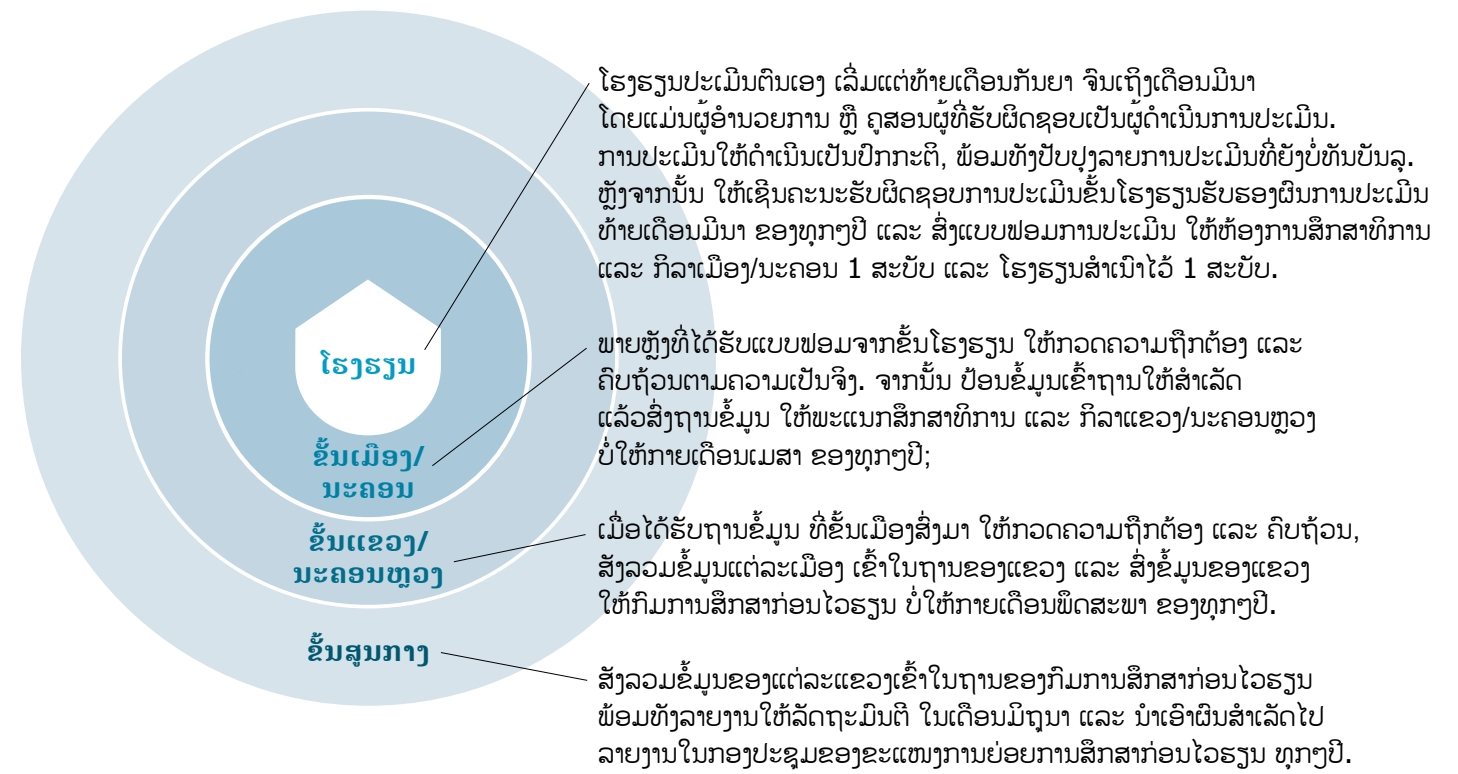 ໂຮງຮຽນປະເມີນຕົນເອງ ເລີ່ມແຕ່ທ້າຍເດືອນກັນຍາ ຈົນເຖິງເດືອນມີນາ
ໂດຍແມ່ນຜູ້ອໍານວຍການ ຫຼື ຄູສອນຜູ້ທີ່ຮັບຜິດຊອບເປັນຜູ້ດໍາເນີນການປະເມີນ.
ການປະເມີນໃຫ້ດໍາເນີນເປັນປົກກະຕິ, ພ້ອມທັງປັບປຸງລາຍການປະເມີນທີ່ຍັງບໍ່ທັນບັນລຸ.
ຫຼັງຈາກນັ້ນ ໃຫ້ເຊີນຄະນະຮັບຜິດຊອບການປະເມີນຂັ້ນໂຮງຮຽນຮັບຮອງຜົນການປະເມີນ
ທ້າຍເດືອນມີນາ ຂອງທຸກໆປີ ແລະ ສົ່ງແບບຟອມການປະເມີນ ໃຫ້ຫ້ອງການສຶກສາທິການ
ແລະ ກິລາເມືອງ/ນະຄອນ 1 ສະບັບ ແລະ ໂຮງຮຽນສໍາເນົາໄວ້ 1 ສະບັບ.
ໂຮງຮຽນ
ພາຍຫຼັງທີ່ໄດ້ຮັບແບບຟອມຈາກຂັ້ນໂຮງຮຽນ ໃຫ້ກວດຄວາມຖືກຕ້ອງ ແລະ
ຄົບຖ້ວນຕາມຄວາມເປັນຈິງ. ຈາກນັ້ນ ປ້ອນຂໍ້ມູນເຂົ້າຖານໃຫ້ສໍາເລັດ
ແລ້ວສົ່ງຖານຂໍ້ມູນ ໃຫ້ພະແນກສຶກສາທິການ ແລະ ກິລາແຂວງ/ນະຄອນຫຼວງ
ບໍ່ໃຫ້ກາຍເດືອນເມສາ ຂອງທຸກໆປີ;
ຂັ້ນເມືອງ/
ນະຄອນ
ເມື່ອໄດ້ຮັບຖານຂໍ້ມູນ ທີ່ຂັ້ນເມືອງສົ່ງມາ ໃຫ້ກວດຄວາມຖືກຕ້ອງ ແລະ ຄົບຖ້ວນ,
ສັງລວມຂໍ້ມູນແຕ່ລະເມືອງ ເຂົ້າໃນຖານຂອງແຂວງ ແລະ ສົ່ງຂໍ້ມູນຂອງແຂວງ
ໃຫ້ກົມການສຶກສາກ່ອນໄວຮຽນ ບໍ່ໃຫ້ກາຍເດືອນພຶດສະພາ ຂອງທຸກໆປີ.
ຂັ້ນແຂວງ/
ນະຄອນຫຼວງ
ຂັ້ນສູນກາງ
ສັງລວມຂໍ້ມູນຂອງແຕ່ລະແຂວງເຂົ້າໃນຖານຂອງກົມການສຶກສາກ່ອນໄວຮຽນ
ພ້ອມທັງລາຍງານໃຫ້ລັດຖະມົນຕີ ໃນເດືອນມິຖຸນາ ແລະ ນໍາເອົາຜົນສໍາເລັດໄປ
ລາຍງານໃນກອງປະຊຸມຂອງຂະແໜງການຍ່ອຍການສຶກສາກ່ອນໄວຮຽນ ທຸກໆປີ.